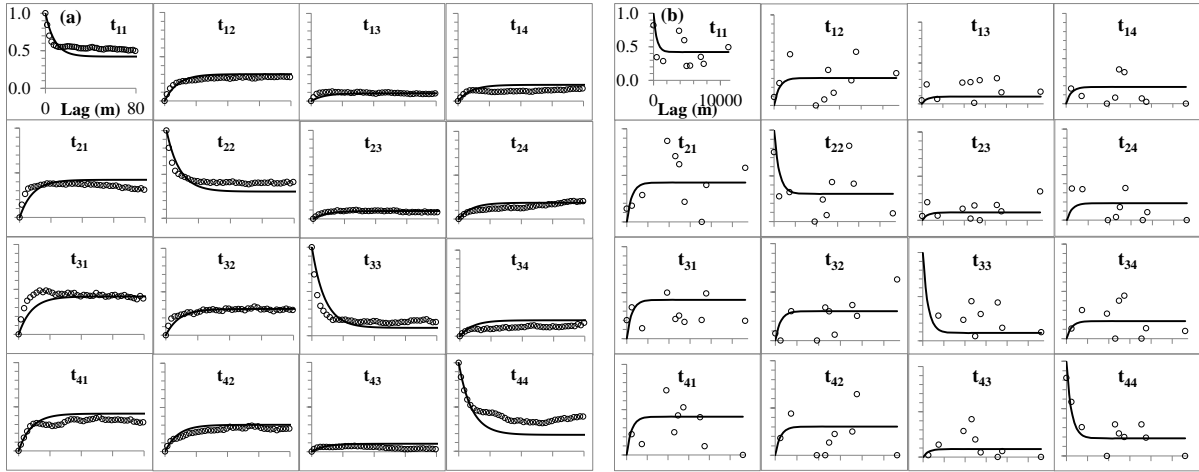 1.0 (a) t11 t12 t13 t14
0.5
0.0
0 Lag (m) 80
t21 t22 t23 t24
t31 t32 t33 t34
t41 t42 t43 t44
1.0 (b) t11 t12 t13 t14
0.5
0.0
0 10000
Lag (m)
t21 t22 t23 t24
t31 t32 t33 t34
t41 t42 t43 t44